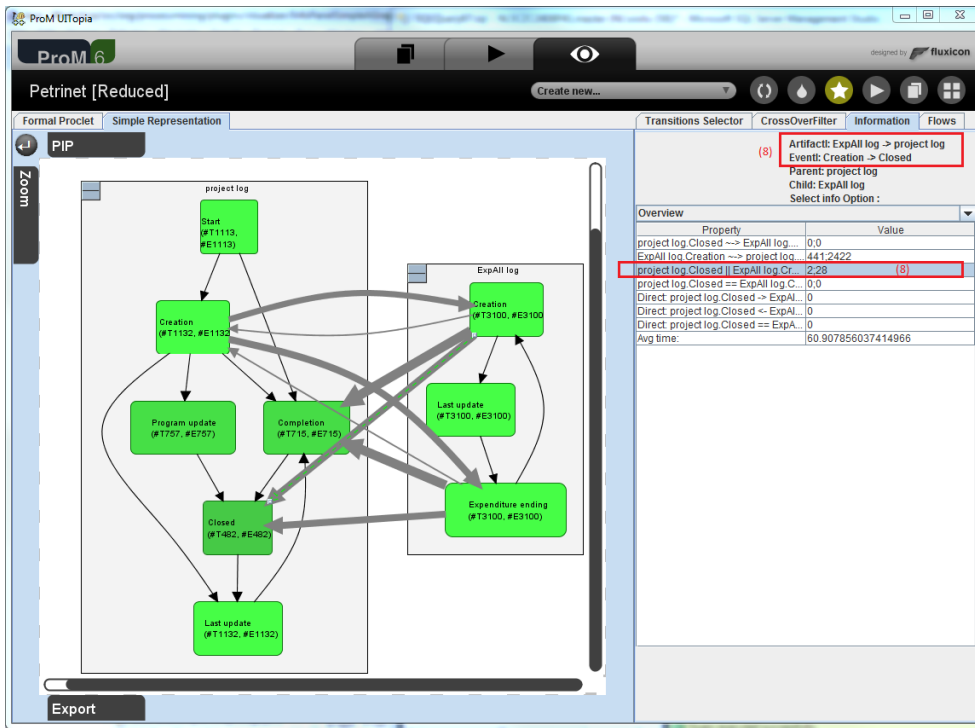 ProM UITopia
ProM 6
designed by fluxicon
Petrinet [Reduced]
Create new...
Formal Proclet
Simple Representation
Transitions Selector
CrossOverFilter
Information
Flows
PIP
Zoom
project log
Start
(#T1113,
#E1113)
Creation
(#T1132, #E1132
Program update
(#T757, #E757)
Completion
(#T715, #E715)
Closed
(#T482, #E482)
Last update
(#T1132, #E1132)
ExpAll log
Creation
(#T3100, #E3100
Last update
(#T3100, #E3100)
Expenditure ending
(#T3100, #E3100)
Export
(8)
ArtifactI: ExpAll log -> project log
EventI: Creation -> Closed
Parent: project log
Child: ExpAll log
Select info Option :
Overview
Property Value
project log.Closed ~-> ExpAll log.... 0;0
ExpAll log.Creation ~-> project log.... 441;2422
project log.Closed || ExpAll log.Cr... 2;28 (8)
project log.Closed == ExpAll log.C... 0;0
Direct: project log.Closed -> ExpAl... 0
Direct: project log.Closed <- ExpAl... 0
Direct: project log.Closed == ExpA... 0
Avg time: 60.907856037414966